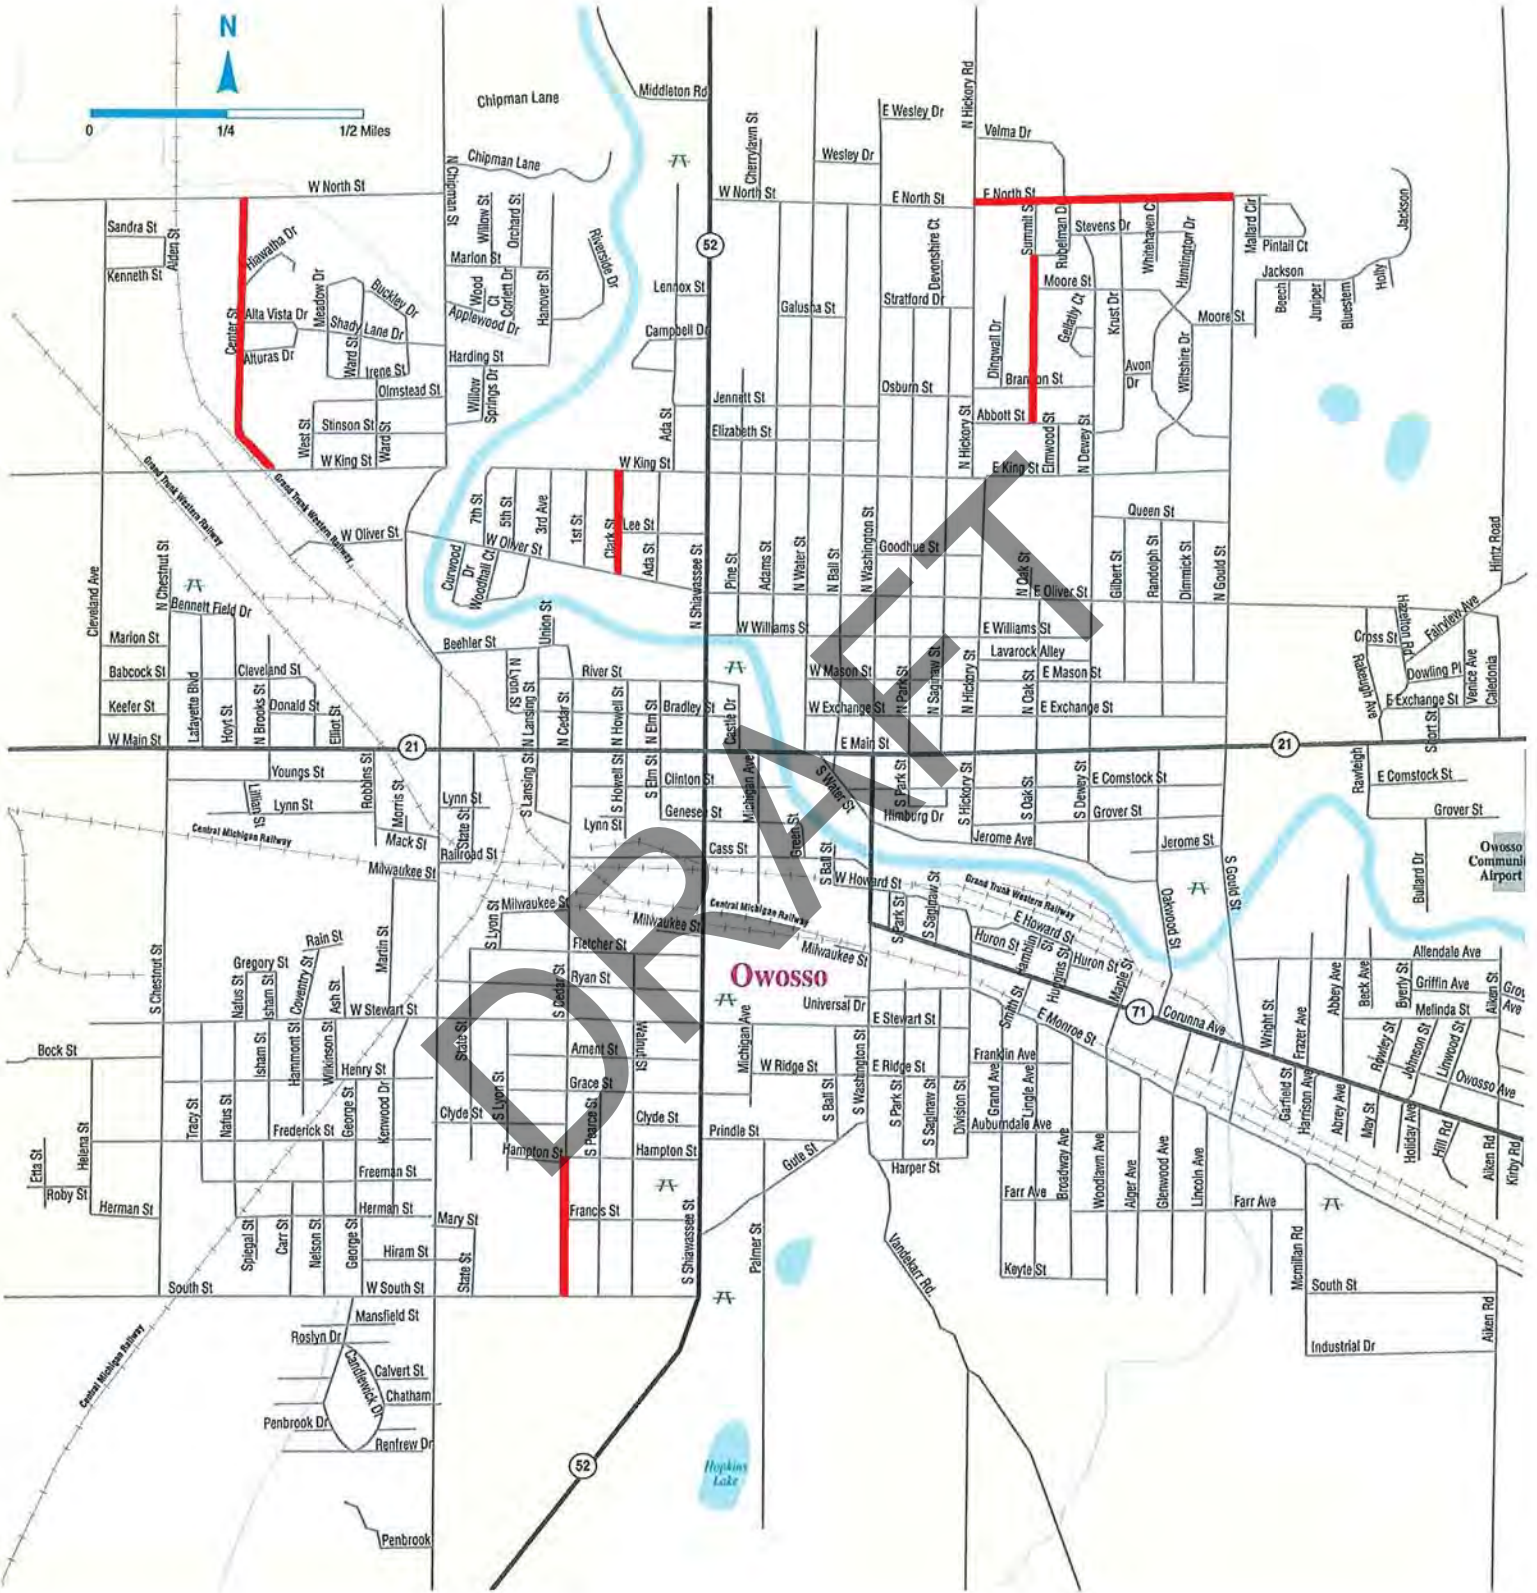 N
0 1/4 1/2 Miles
Chipman Lane
Middleton Rd
E Wesley Dr
N Hickory Rd
Velma Dr
Cherrylawn St
Wesley Dr
N Chipman St
Chipman Lane
W North St
W North St
E North St
E North St
Sandra St
Alden St
Kenneth St
Hiawatha Dr
Willow St
Orchard St
Riverside Dr
52
Devonshire Ct
Summit St
Rubelman Dr
Stevens Dr
Whitehaven Ct
Huntington Dr
Mallard Cir
Pintail Ct
Jackson
Marion St
Wood Ct
Corlett Dr
Hanover St
Meadow Dr
Buckley Dr
Applewood Dr
Lennox St
Moore St
Jackson
Beech
Juniper
Bluestem
Holly
Center St
Alta Vista Dr
Shady Lane Dr
Galusha St
Stratford Dr
Gellatly Ct
Krust Dr
Moore St
Campbell Dr
Alturas Dr
Ward St
Irene St
Harding St
Dingwall Dr
Avon Dr
Wiltshire Dr
Olmstead St
Willow Springs Dr
Osburn St
Brandon St
Jennett St
Ada St
West St
Stinson St
Ward St
Elizabeth St
N Hickory St
Abbott St
Elmwood St
N Dewey St
W King St
W King St
E King St
Grand Trunk Western Railway
Grand Trunk Western Railway
7th St
5th St
3rd Ave
1st St
Clark St
Lee St
Ada St
Queen St
W Oliver St
W Oliver St
Curwood Dr
Woodhall Ct
N Shiawassee St
Pine St
Adams St
N Water St
N Ball St
N Washington St
Goodhue St
N Oak St
E Oliver St
Gilbert St
Randolph St
Dimmick St
N Gould St
Hintz Road
Cleveland Ave
N Chestnut St
Bennett Field Dr
Union St
W Williams St
E Williams St
Hazelton Rd
Fairview Ave
Cross St
Marion St
Beehler St
Lavarock Alley
Babcock St
Cleveland St
River St
W Mason St
E Mason St
Dowling Pl
Rakough Ave
Venice Ave
Caledonia
Keefer St
Lafayette Blvd
Hoyt St
N Brooks St
Donald St
Elliot St
N Lyon St
N Lansing St
N Cedar St
N Howell St
N Elm St
Bradley St
Castle Dr
W Exchange St
N Park St
N Saginaw St
N Hickory St
N Oak St
E Exchange St
E Exchange St
Short St
W Main St
21
E Main St
21
Youngs St
Robbins St
Lillian St
Lynn St
Morris St
Lynn St
State St
S Lansing St
S Howell St
S Elm St
Clinton St
Michigan Ave
S Water St
S Park St
S Hickory St
S Oak St
S Dewey St
E Comstock St
Rawleigh
E Comstock St
Genesee St
Himburg Dr
Grover St
Grover St
Lynn St
Green St
Central Michigan Railway
Mack St
Railroad St
Cass St
Jerome Ave
Jerome St
Owosso
Communi
Airport
Milwaukee St
S Ball St
W Howard St
Grand Trunk Western Railway
S Gould St
Bullard Dr
Milwaukee St
Central Michigan Railway
Milwaukee St
S Lyon St
S Park St
S Saginaw St
E Howard St
Oakwood St
Rain St
Martin St
Fletcher St
Milwaukee St
Huron St
Hamblin St
Huggins St
Huron St
Maple St
Allendale Ave
S Chestnut St
Gregory St
Natus St
Isham St
Coventry St
Ash St
S Cedar St
Ryan St
Owosso
Abbey Ave
Beck Ave
Byerly St
Griffin Ave
Aiken St
Grou
Ave
W Stewart St
Universal Dr
E Stewart St
Smith St
71
Corunna Ave
Melinda St
E Monroe St
Wright St
Frazer Ave
Bock St
Isham St
Hammont St
Wilkinson St
Henry St
State St
Ament St
Walnut St
Michigan Ave
W Ridge St
E Ridge St
Franklin Ave
Rowley St
Johnson St
Linwood St
Owosso Ave
Tracy St
Natus St
George St
Kenwood Dr
S Lyon St
Grace St
S Ball St
S Washington St
S Park St
S Saginaw St
Division St
Grand Ave
Lingle Ave
Garfield St
Harrison Ave
Abrey Ave
May St
Holiday Ave
Hill Rd
Clyde St
S Pearce St
Clyde St
Frederick St
Prindle St
Auburndale Ave
Etta St
Helena St
Hampton St
Hampton St
Gute St
Harper St
Broadway Ave
Woodlawn Ave
Alger Ave
Glenwood Ave
Lincoln Ave
Aiken Rd
Kirby Rd
Roby St
Freeman St
Farr Ave
Farr Ave
Herman St
Herman St
Mary St
Francis St
Spiegal St
Carr St
Nelson St
George St
Hiram St
State St
S Shiawassee St
Palmer St
Vandekarr Rd.
Mcmillan Rd
Keyte St
South St
W South St
South St
Mansfield St
Roslyn Dr
Aiken Rd
Industrial Dr
Central Michigan Railway
Candlewick Dr
Calvert St
Chatham
Penbrook Dr
Renfrew Dr
52
Hopkins
Lake
Penbrook
DRAFT